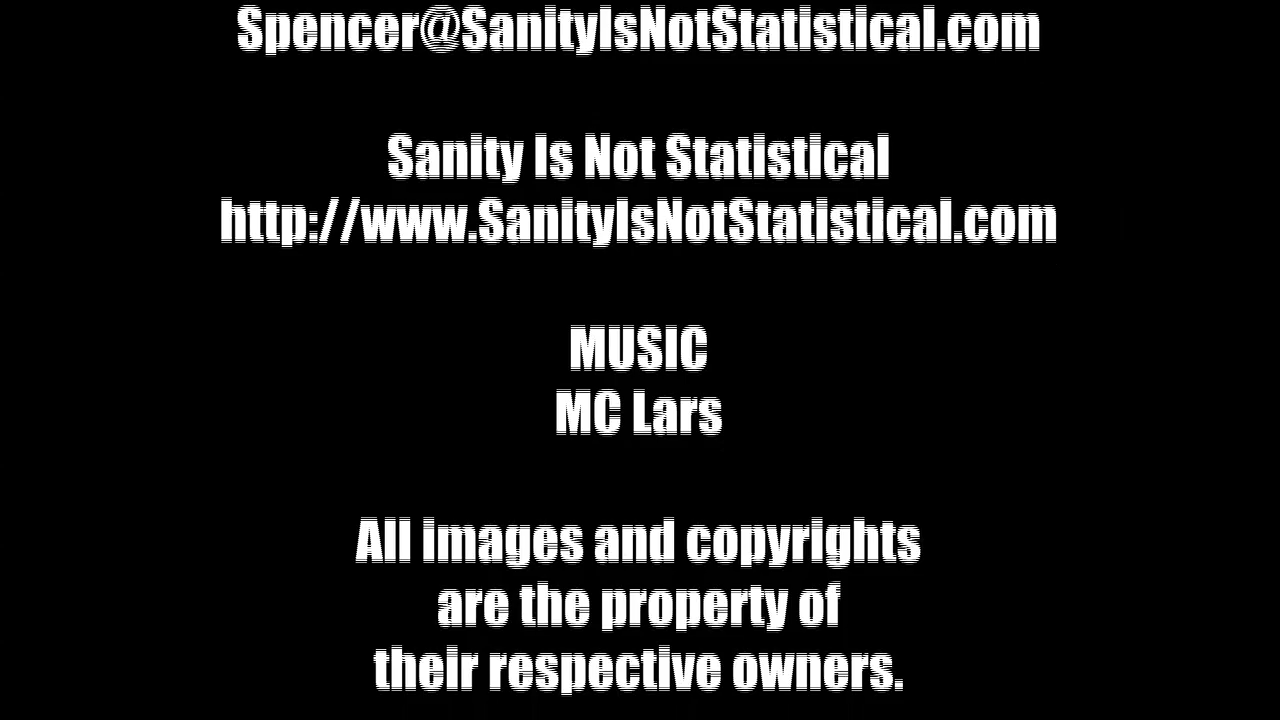 Spencer@SanityIsNotStatistical.com
Sanity Is Not Statistical
http://www.SanityIsNotStatistical.com
MUSIC
MC Lars
All images and copyrights
are the property of
their respective owners.